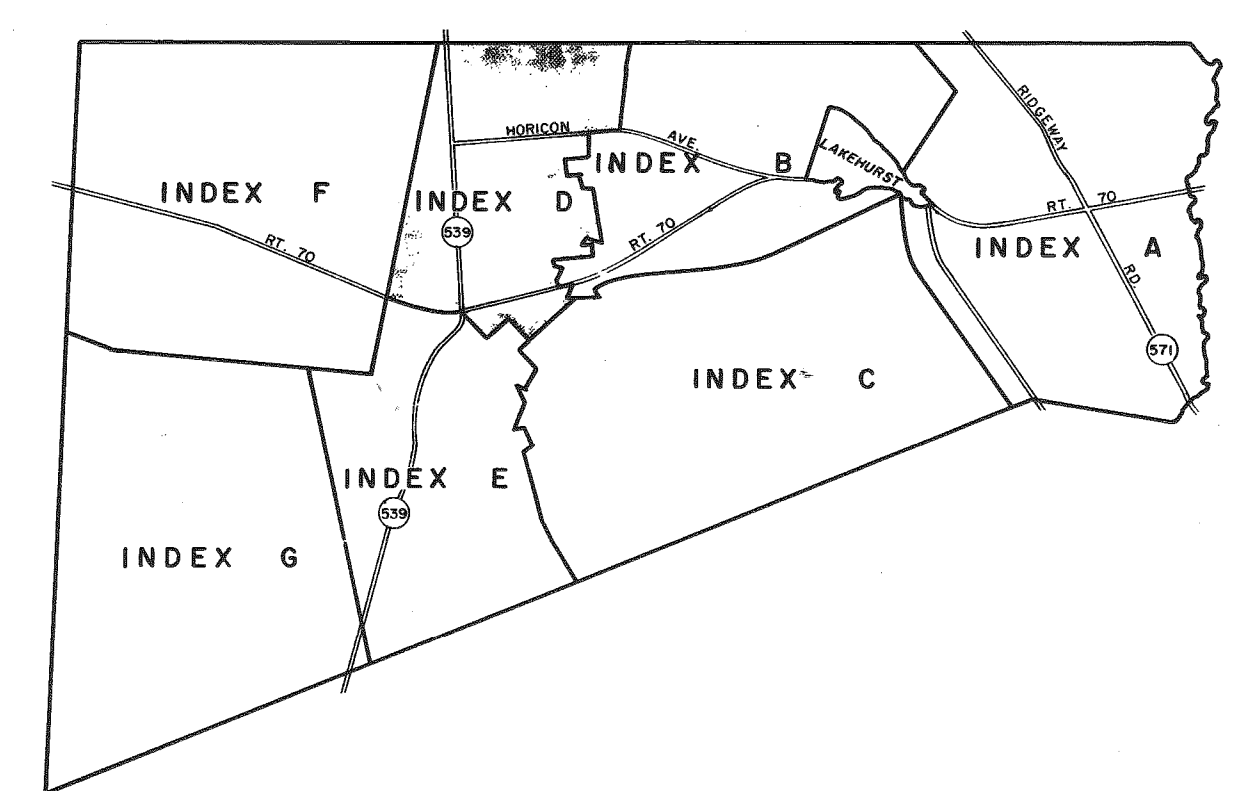 RIDGEWAY
HORICON
AVE.
LAKEHURST
INDEX B
INDEX F
INDEX D
RT. 70
539
RT. 70
RT. 70
INDEX A
RD.
571
INDEX C
INDEX E
539
INDEX G